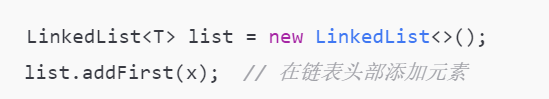 LinkedList<T> list = new LinkedList<>();
list.addFirst(x);  // 在链表头部添加元素